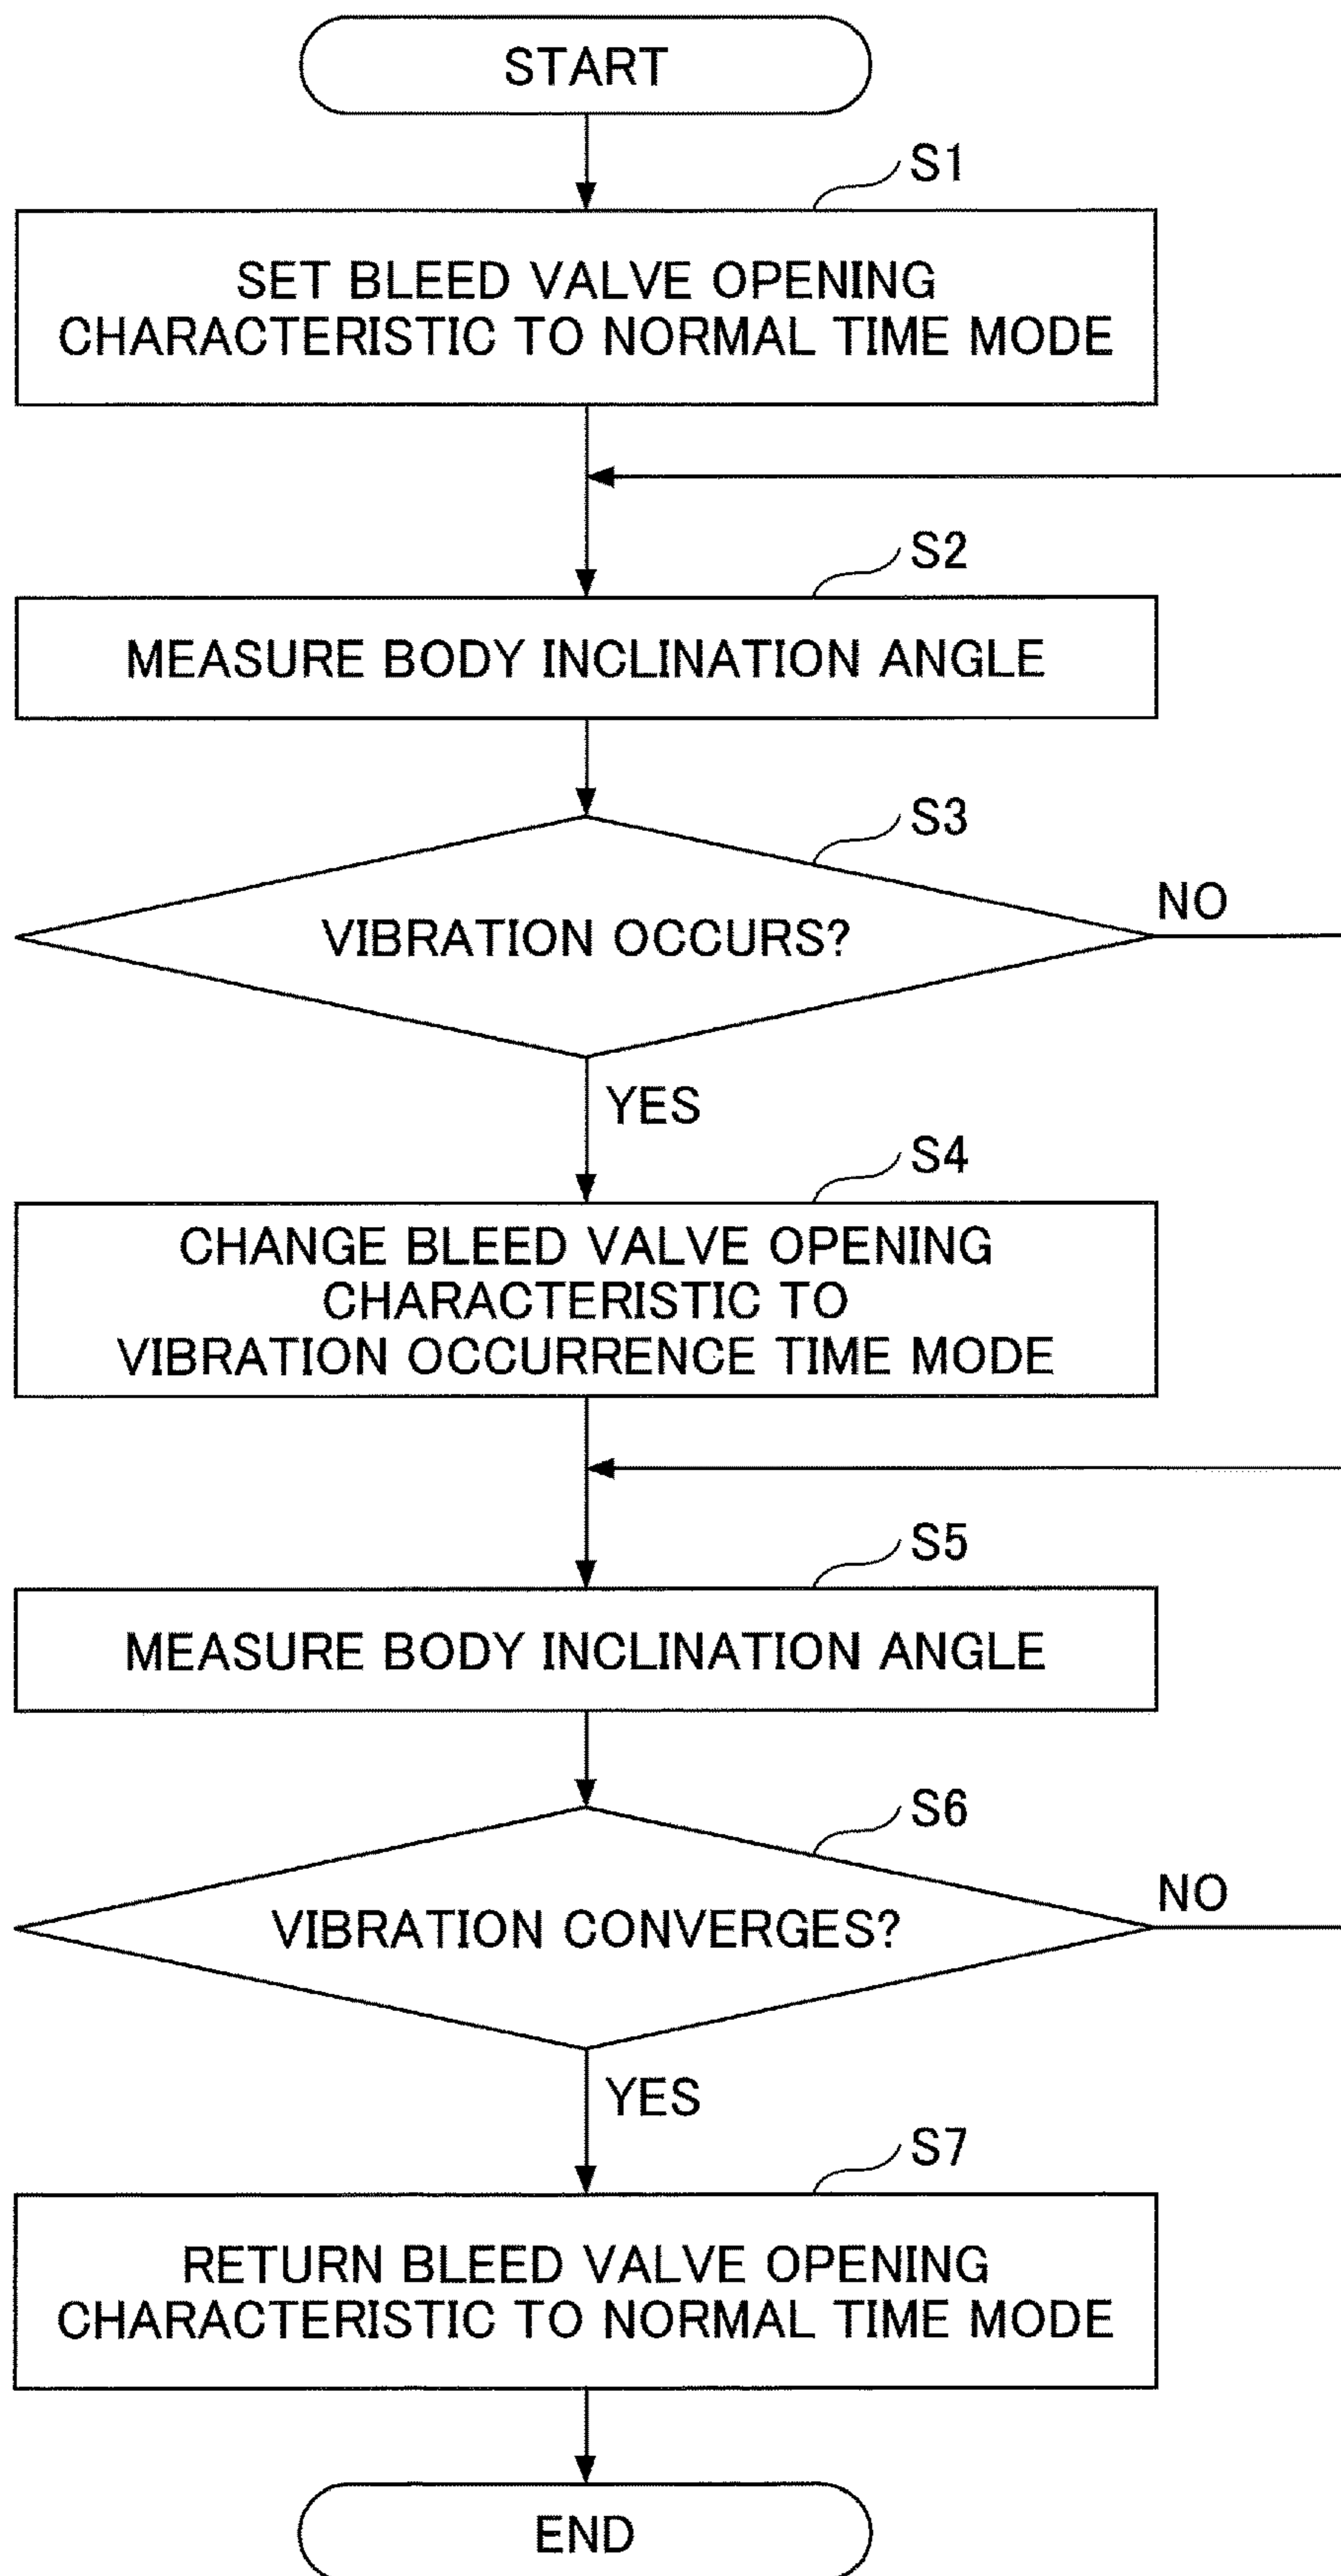 START
S1
SET BLEED VALVE OPENING
CHARACTERISTIC TO NORMAL TIME MODE
S2
MEASURE BODY INCLINATION ANGLE
S3
VIBRATION OCCURS?
NO
YES
S4
CHANGE BLEED VALVE OPENING
CHARACTERISTIC TO
VIBRATION OCCURRENCE TIME MODE
S5
MEASURE BODY INCLINATION ANGLE
S6
VIBRATION CONVERGES?
NO
YES
S7
RETURN BLEED VALVE OPENING
CHARACTERISTIC TO NORMAL TIME MODE
END